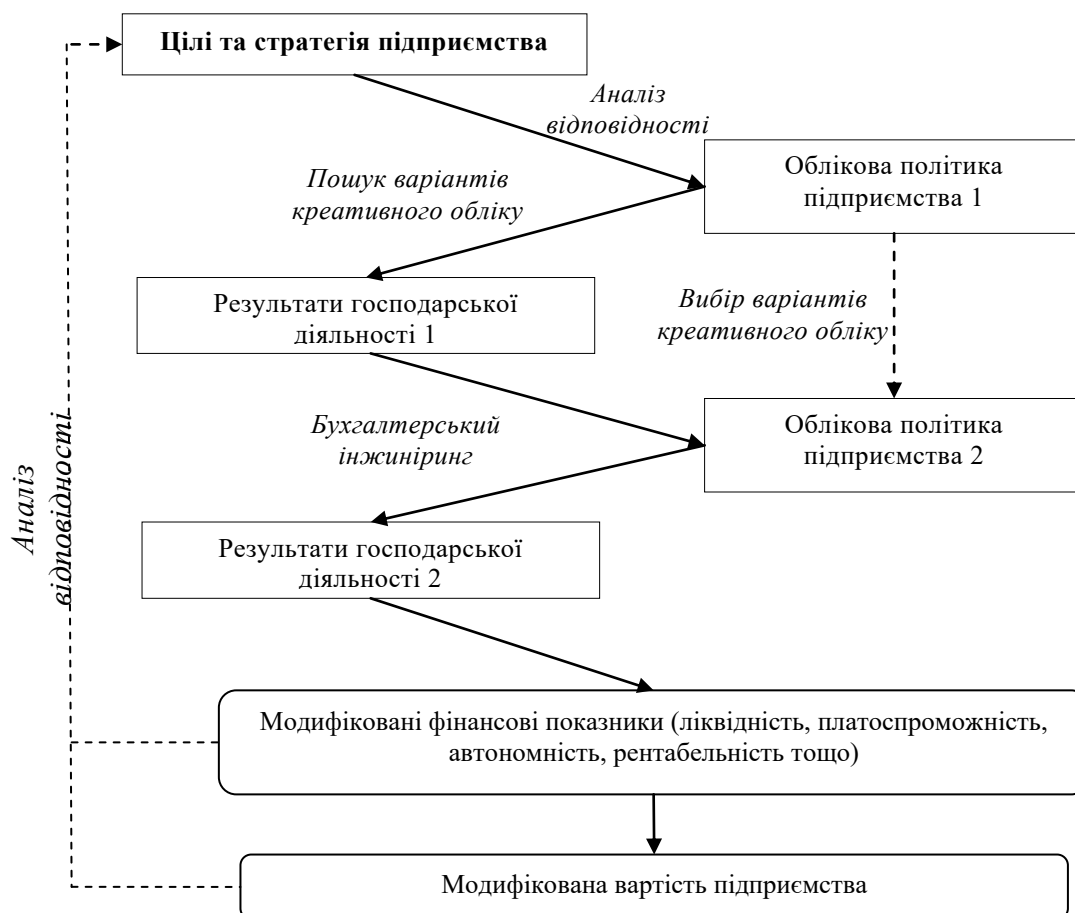 Цілі та стратегія підприємства
Аналіз
відповідності
Облікова політика
підприємства 1
Пошук варіантів
креативного обліку
Результати господарської
діяльності 1
Вибір варіантів
креативного обліку
Бухгалтерський
інжиніринг
Облікова політика
підприємства 2
Аналіз
відповідності
Результати господарської
діяльності 2
Модифіковані фінансові показники (ліквідність, платоспроможність,
автономність, рентабельність тощо)
Модифікована вартість підприємства